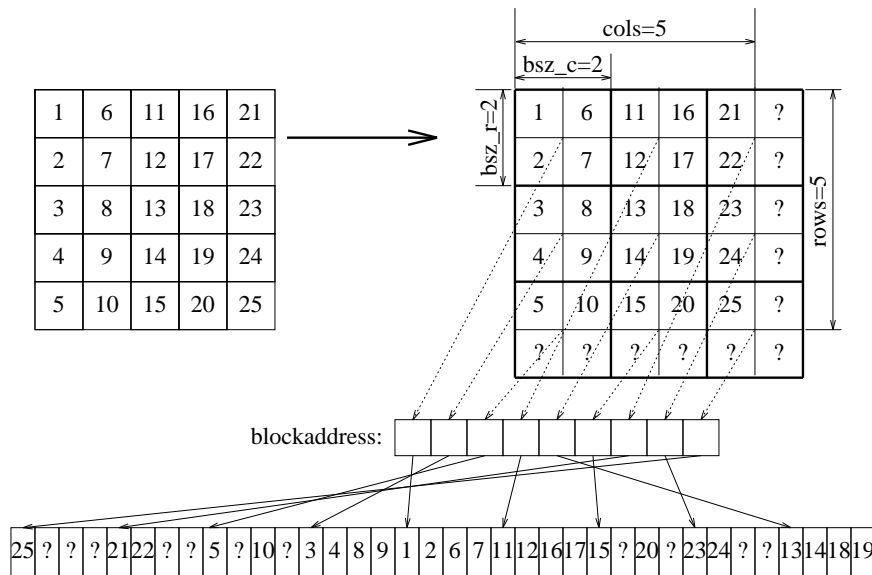 cols=5
bsz_c=2
bsz_r=2
1 6 11 16 21
2 7 12 17 22
3 8 13 18 23
4 9 14 19 24
5 10 15 20 25
1 6 11 16 21 ?
2 7 12 17 22 ?
3 8 13 18 23 ?
4 9 14 19 24 ?
5 10 15 20 25 ?
? ? ? ? ? ?
rows=5
blockaddress:
25 ? ? ? 21 22 ? ? 5 ? 10 ? 3 4 8 9 1 2 6 7 11 12 16 17 15 ? 20 ? 23 24 ? ? 13 14 18 19